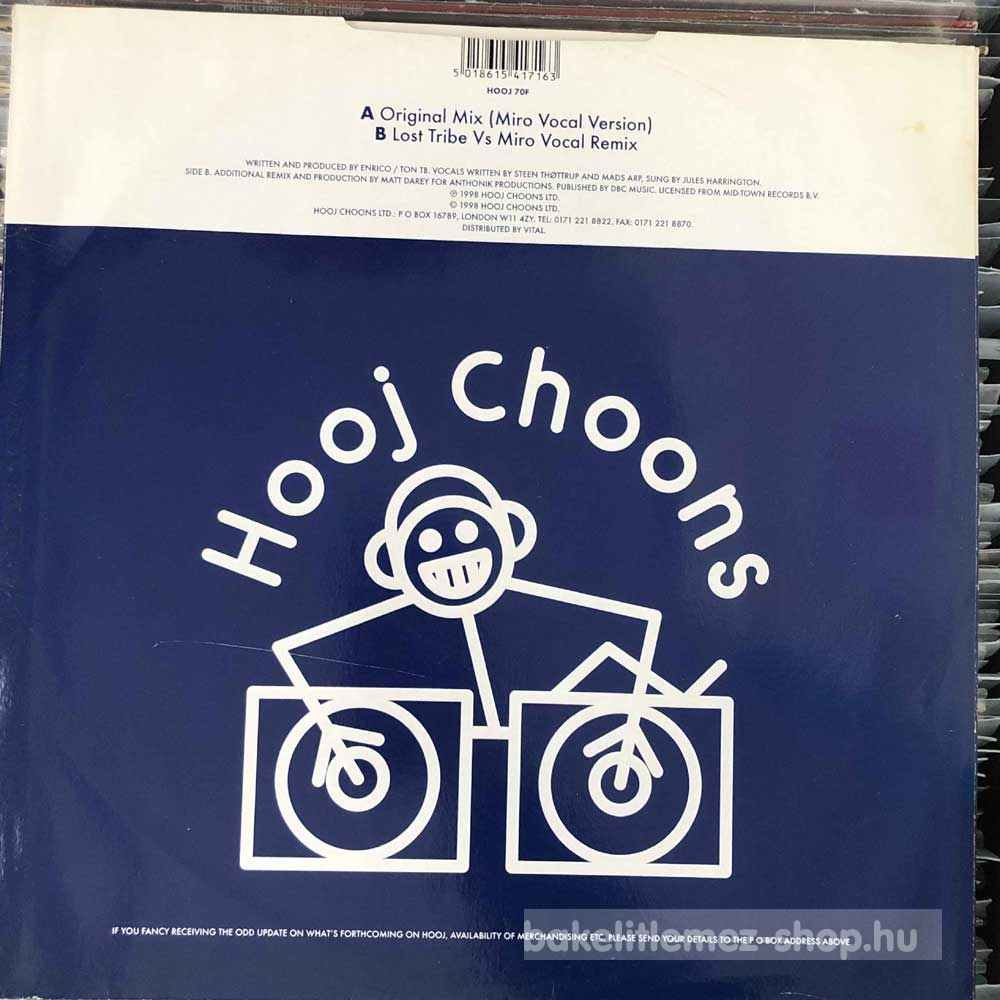 5 018615 417163
HOOJ 70F
A Original Mix (Miro Vocal Version)
B Lost Tribe Vs Miro Vocal Remix
WRITTEN AND PRODUCED BY ENRICO / TON TB. VOCALS WRITTEN BY STEEN THØTTRUP AND MADS ARP, SUNG BY JULES HARRINGTON.
SIDE B. ADDITIONAL REMIX AND PRODUCTION BY MATT DAREY FOR ANTHONIK PRODUCTIONS. PUBLISHED BY DBC MUSIC. LICENSED FROM MID-TOWN RECORDS B.V.
℗ 1998 HOOJ CHOONS LTD.
© 1998 HOOJ CHOONS LTD.
HOOJ CHOONS LTD.: P O BOX 16789, LONDON W11 4ZY. TEL: 0171 221 8822, FAX: 0171 221 8870.
DISTRIBUTED BY VITAL.
Hooj Choons
IF YOU FANCY RECEIVING THE ODD UPDATE ON WHAT'S FORTHCOMING ON HOOJ, AVAILABILITY OF MERCHANDISING ETC, PLEASE SEND YOUR DETAILS TO THE P O BOX ADDRESS ABOVE
bakelitlemez-shop.hu